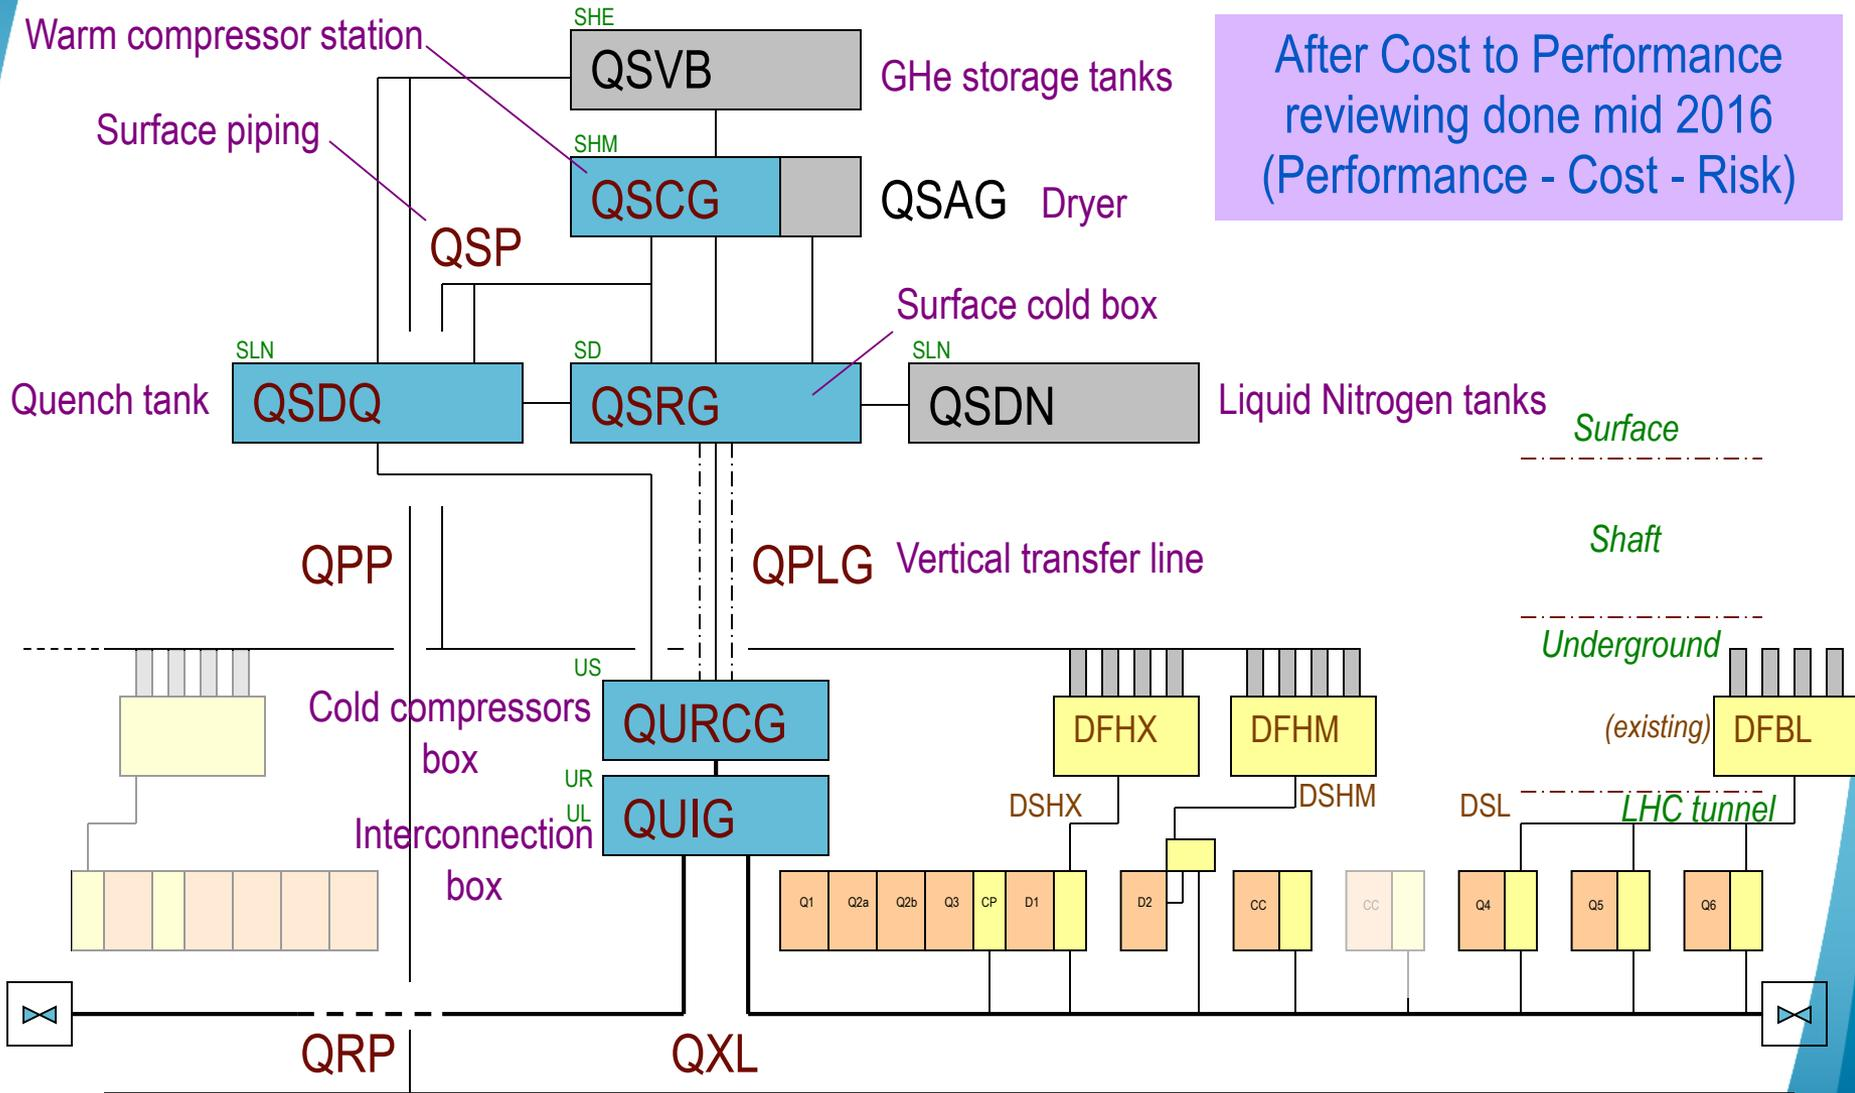 Warm compressor station
SHE
QSVB
GHe storage tanks
After Cost to Performance
reviewing done mid 2016
(Performance - Cost - Risk)
Surface piping
SHM
QSCG
QSAG
Dryer
QSP
Surface cold box
SLN
SD
SLN
Quench tank
QSDQ
QSRG
QSDN
Liquid Nitrogen tanks
Surface
Shaft
QPP
QPLG
Vertical transfer line
Underground
US
Cold compressors
box
QURCG
DFHX
DFHM
(existing)
DFBL
UR
UL
Interconnection
box
QUIG
DSHX
DSHM
DSL
LHC tunnel
Q1
Q2a
Q2b
Q3
CP
D1
D2
CC
CC
Q4
Q5
Q6
QRP
QXL